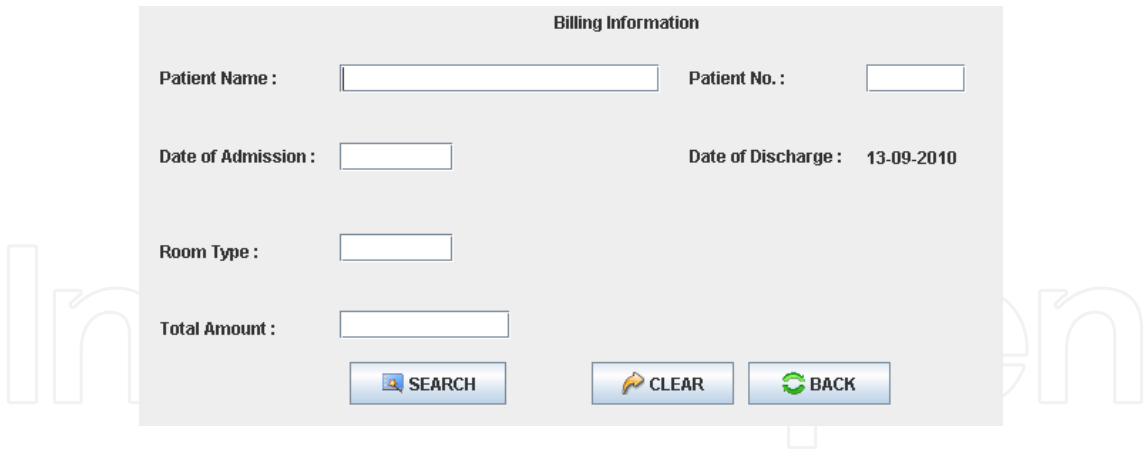 Billing Information
Patient Name : Patient No. :
Date of Admission : Date of Discharge : 13-09-2010
Room Type :
Total Amount :
SEARCH CLEAR BACK